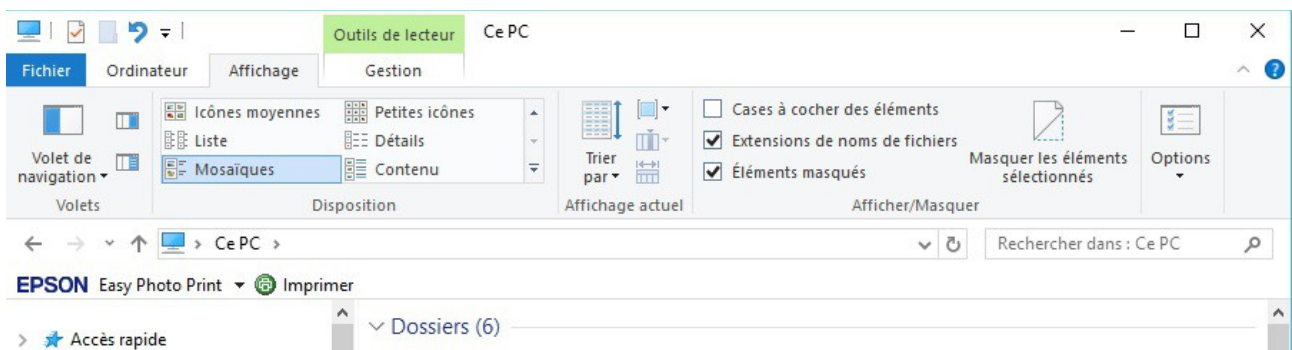 Outils de lecteur Ce PC
Fichier Ordinateur Affichage Gestion
Volet de navigation
Icônes moyennes Petites icônes
Liste Détails
Mosaïques Contenu
Trier par
Cases à cocher des éléments
Extensions de noms de fichiers
Éléments masqués
Masquer les éléments
sélectionnés
Options
Volets Disposition Affichage actuel Afficher/Masquer
Ce PC
Rechercher dans : Ce PC
EPSON Easy Photo Print Imprimer
Accès rapide
Dossiers (6)